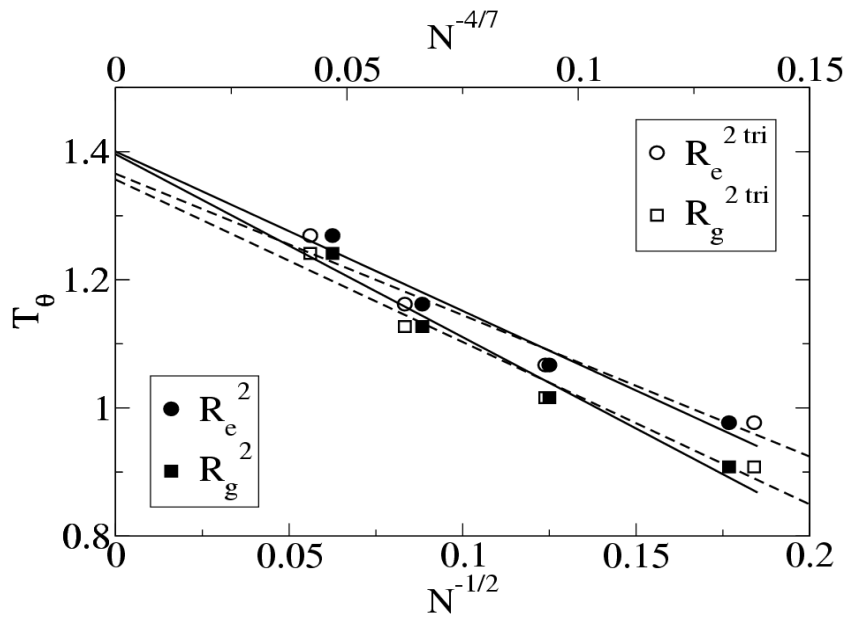 N^-4/7
0 0.05 0.1 0.15
1.4
1.2
1
0.8
T_θ
R_e^2 tri
R_g^2 tri
R_e^2
R_g^2
0 0.05 0.1 0.15 0.2
N^-1/2